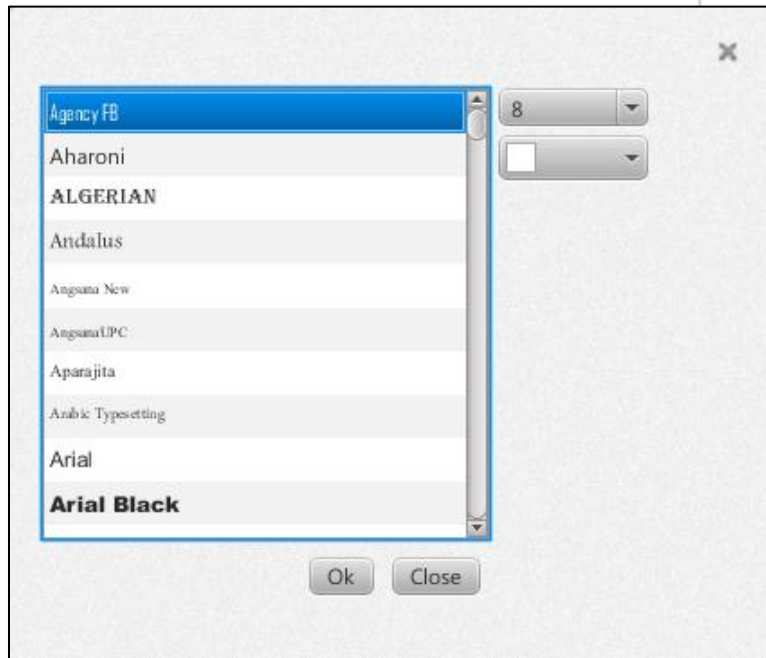 Agency FB
8
Aharoni
ALGERIAN
Andalus
Angsana New
AngsanaUPC
Aparajita
Arabic Typesetting
Arial
Arial Black
Ok
Close